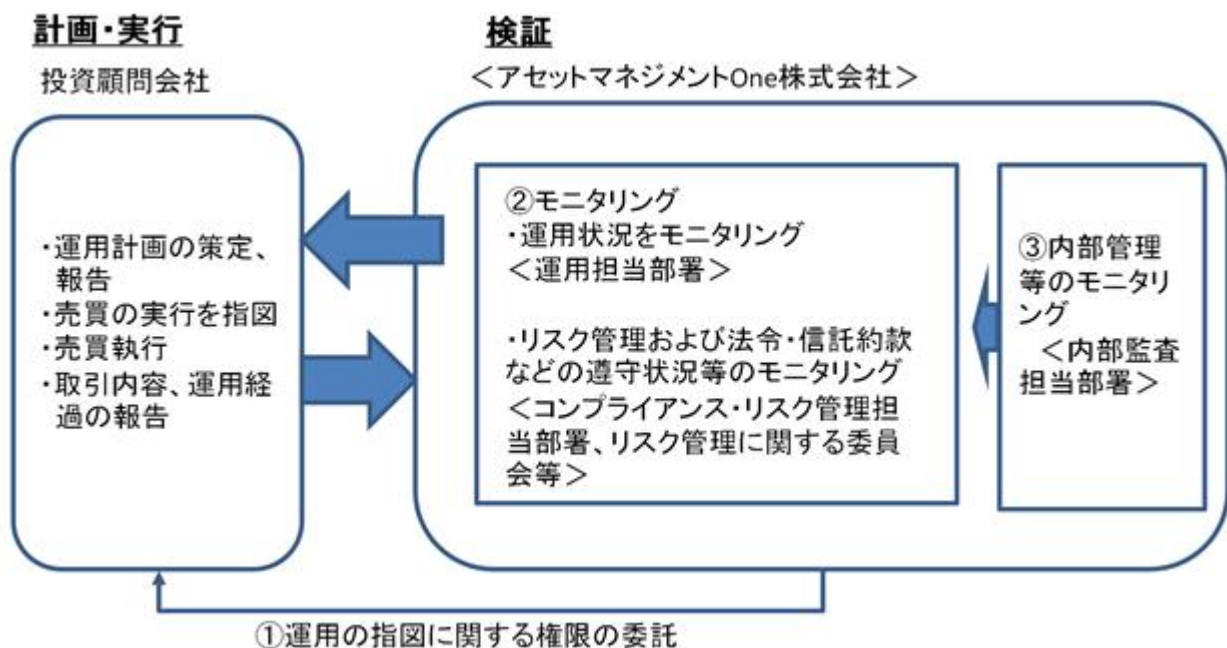 計画・実行
投資顧問会社
・運用計画の策定、
報告
・売買の実行を指図
・売買執行
・取引内容、運用経
過の報告
検証
＜アセットマネジメントOne株式会社＞
②モニタリング
・運用状況をモニタリング
＜運用担当部署＞
・リスク管理および法令・信託約款
などの遵守状況等のモニタリング
＜コンプライアンス・リスク管理担
当部署、リスク管理に関する委員
会等＞
③内部管理
等のモニタリ
ング
＜内部監査
担当部署＞
①運用の指図に関する権限の委託